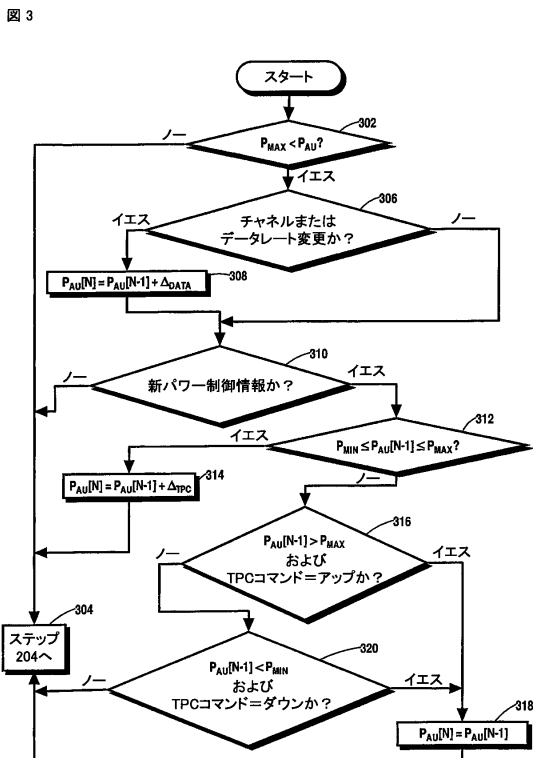 図 3
スタート
302
P_MAX < P_AU?
ノー
イエス
306
チャネルまたは
データレート変更か?
イエス
ノー
308
P_AU[N] = P_AU[N-1] + Δ_DATA
310
新パワー制御情報か?
ノー
イエス
312
P_MIN ≤ P_AU[N-1] ≤ P_MAX?
イエス
ノー
314
P_AU[N] = P_AU[N-1] + Δ_TPC
316
P_AU[N-1] > P_MAX
および
TPCコマンド=アップか?
ノー
イエス
304
ステップ
204へ
320
P_AU[N-1] < P_MIN
および
TPCコマンド=ダウンか?
ノー
イエス
318
P_AU[N] = P_AU[N-1]